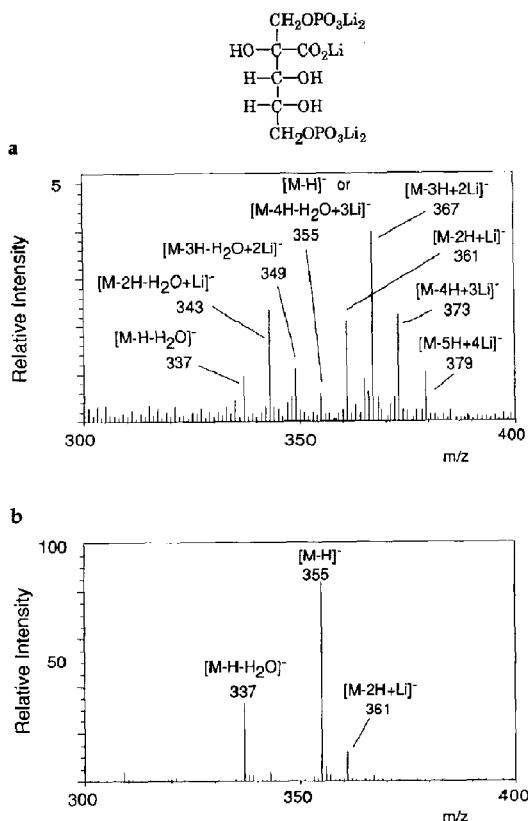 CH₂OPO₃Li₂
HO—C—CO₂Li
H—C—OH
H—C—OH
CH₂OPO₃Li₂
a
5
Relative Intensity
[M-H]⁻ or
[M-4H-H₂O+3Li]⁻
355
[M-3H+2Li]⁻
367
[M-3H-H₂O+2Li]⁻
349
[M-2H+Li]⁻
361
[M-2H-H₂O+Li]⁻
343
[M-4H+3Li]⁻
373
[M-H-H₂O]⁻
337
[M-5H+4Li]⁻
379
300
350
400
m/z
b
100
50
Relative Intensity
[M-H]⁻
355
[M-H-H₂O]⁻
337
[M-2H+Li]⁻
361
300
350
400
m/z